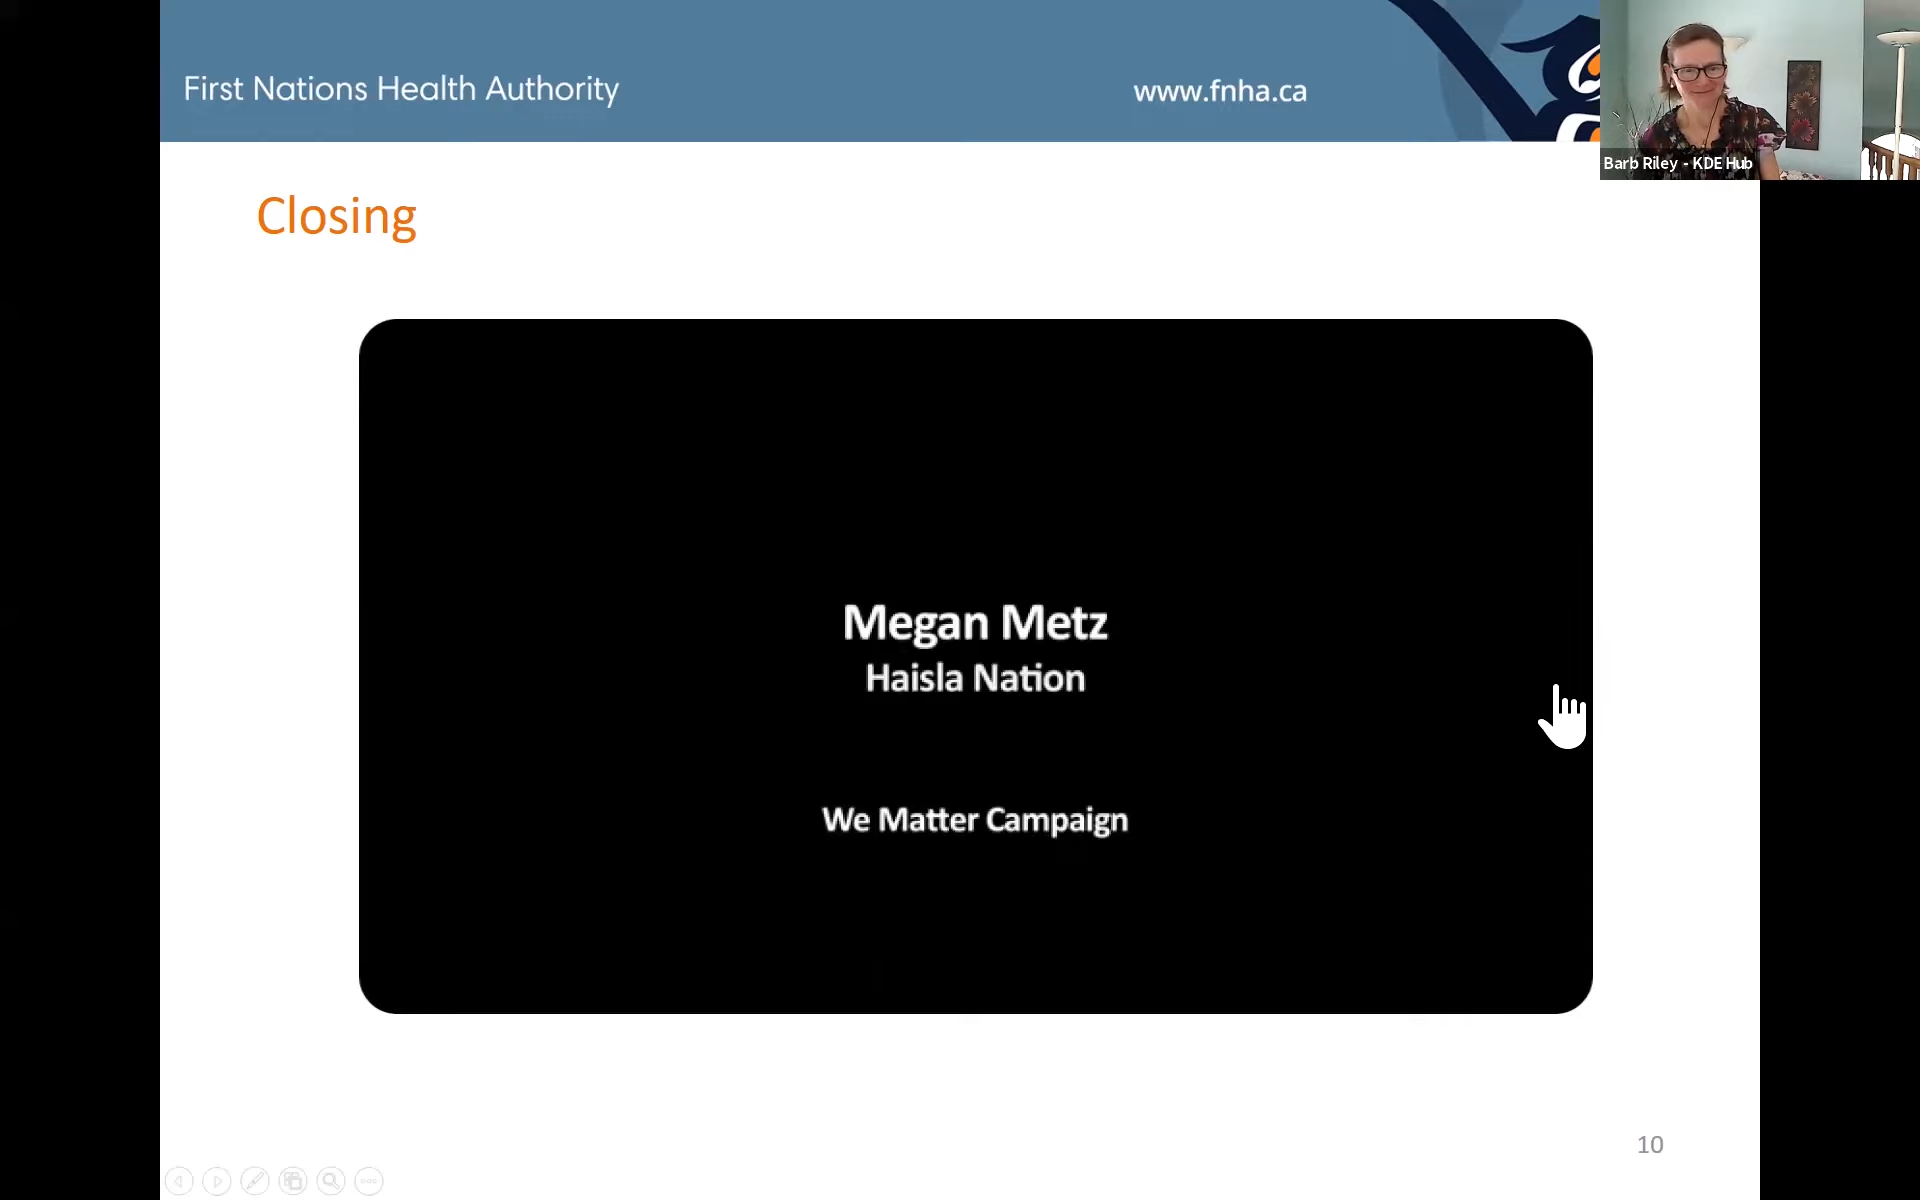 First Nations Health Authority
www.fnha.ca
Barb Riley - KDE Hub
Closing
Megan Metz
Haisla Nation
We Matter Campaign
10